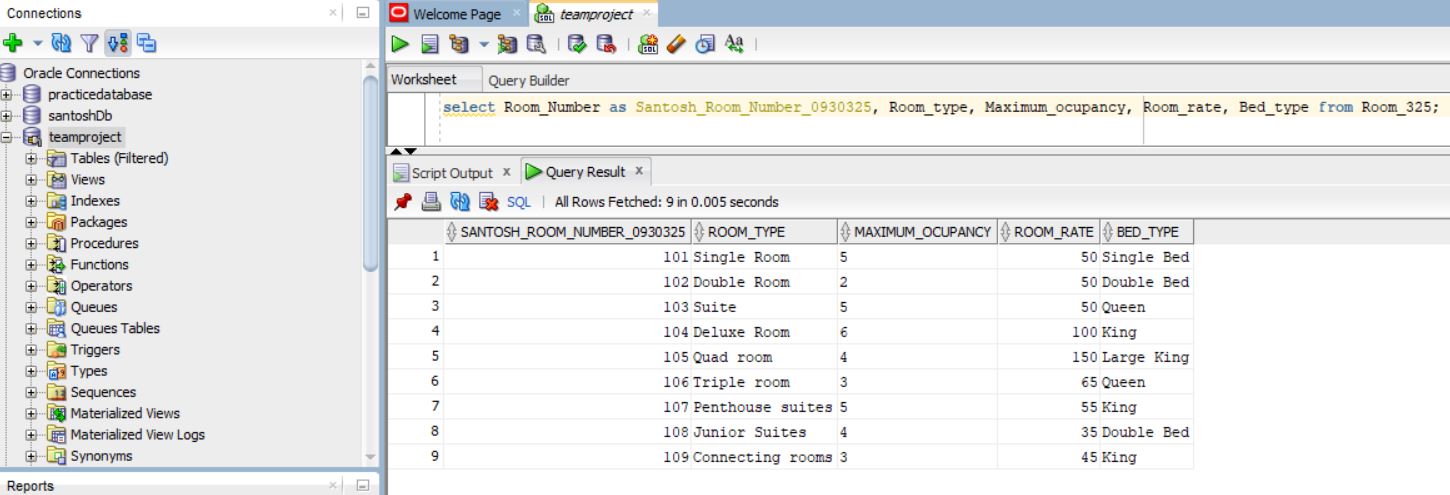 Connections
Oracle Connections
practicedatabase
santoshDb
teamproject
Tables (Filtered)
Views
Indexes
Packages
Procedures
Functions
Operators
Queues
Queues Tables
Triggers
Types
Sequences
Materialized Views
Materialized View Logs
Synonyms
Reports
Welcome Page teamproject
Worksheet Query Builder
select Room_Number as Santosh_Room_Number_0930325, Room_type, Maximum_ocupancy, Room_rate, Bed_type from Room_325;
Script Output x Query Result x
SQL | All Rows Fetched: 9 in 0.005 seconds
SANTOSH_ROOM_NUMBER_0930325 ROOM_TYPE MAXIMUM_OCUPANCY ROOM_RATE BED_TYPE
1 101 Single Room 5 50 Single Bed
2 102 Double Room 2 50 Double Bed
3 103 Suite 5 50 Queen
4 104 Deluxe Room 6 100 King
5 105 Quad room 4 150 Large King
6 106 Triple room 3 65 Queen
7 107 Penthouse suites 5 55 King
8 108 Junior Suites 4 35 Double Bed
9 109 Connecting rooms 3 45 King